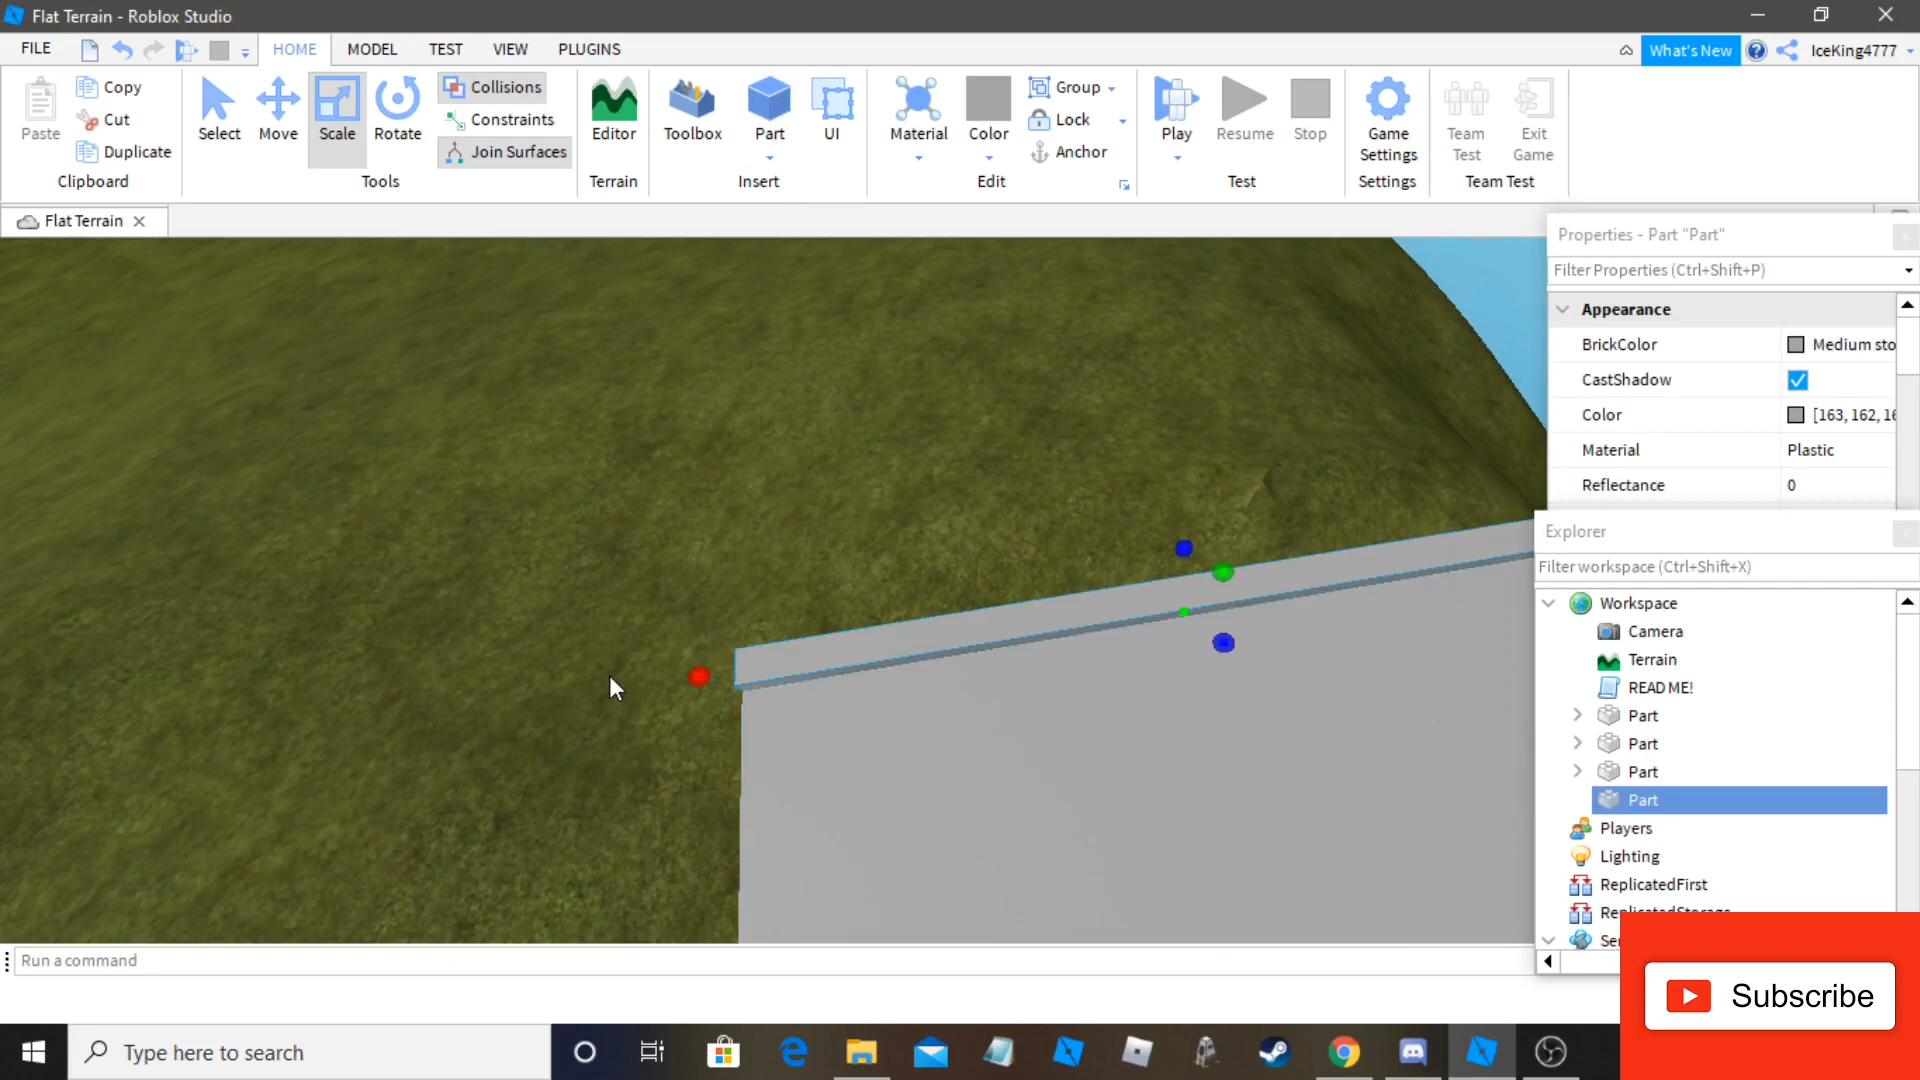 Flat Terrain - Roblox Studio
FILE HOME MODEL TEST VIEW PLUGINS What's New IceKing4777
Paste Copy Cut Duplicate Clipboard
Select Move Scale Rotate Collisions Constraints Join Surfaces Tools
Editor Terrain
Toolbox Part UI Insert
Material Color Group Lock Anchor Edit
Play Resume Stop Test
Game Settings Settings
Team Test Exit Game Team Test
Flat Terrain
Properties - Part "Part"
Filter Properties (Ctrl+Shift+P)
Appearance
BrickColor Medium sto
CastShadow
Color [163, 162, 16
Material Plastic
Reflectance 0
Explorer
Filter workspace (Ctrl+Shift+X)
Workspace
Camera
Terrain
READ ME!
Part
Part
Part
Part
Players
Lighting
ReplicatedFirst
ReplicatedStorage
Ser
Run a command
Subscribe
Type here to search